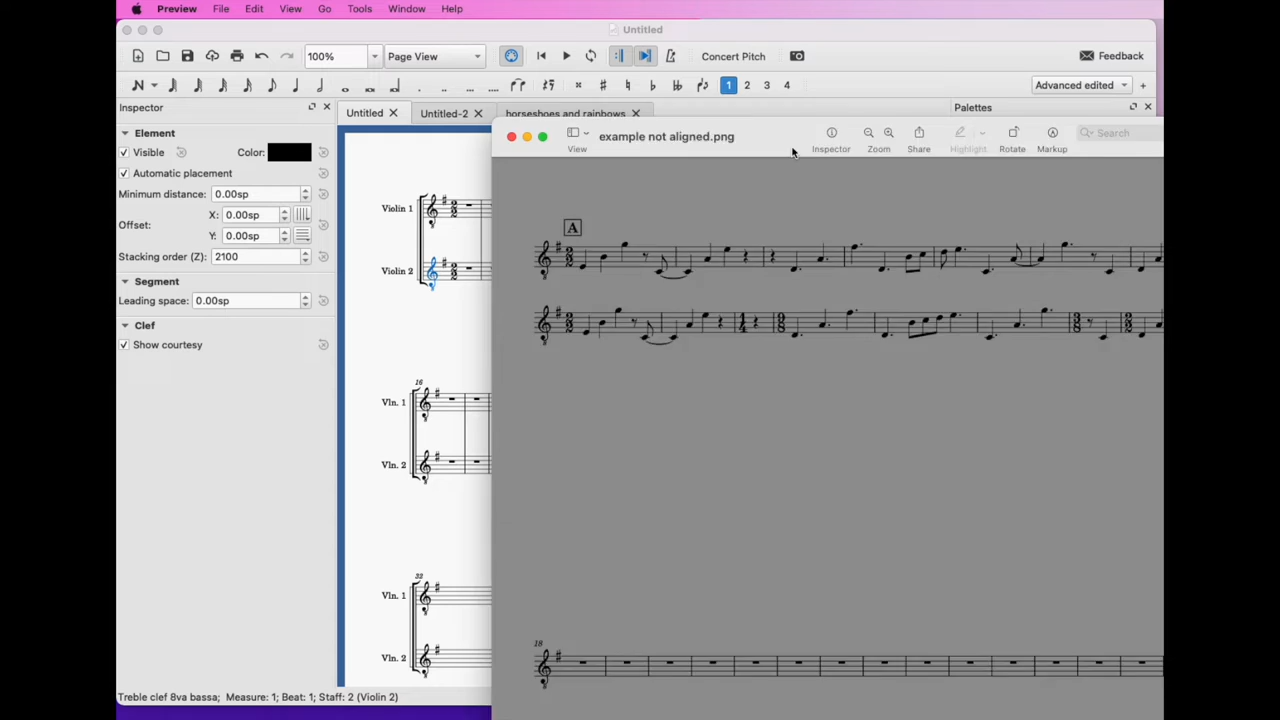 Preview File Edit View Go Tools Window Help
Untitled
100% Page View Concert Pitch Feedback
1 2 3 4 Advanced edited +
Inspector Untitled Untitled-2 horseshoes and rainbows Palettes
example not aligned.png
View Inspector Zoom Share Highlight Rotate Markup Search
Element
Visible Color:
Automatic placement
Minimum distance: 0.00sp
Offset: X: 0.00sp
Y: 0.00sp
Stacking order (Z): 2100
Segment
Leading space: 0.00sp
Clef
Show courtesy
Violin 1
Violin 2
16
Vln. 1
Vln. 2
32
Vln. 1
Vln. 2
A
18
Treble clef 8va bassa; Measure: 1; Beat: 1; Staff: 2 (Violin 2)